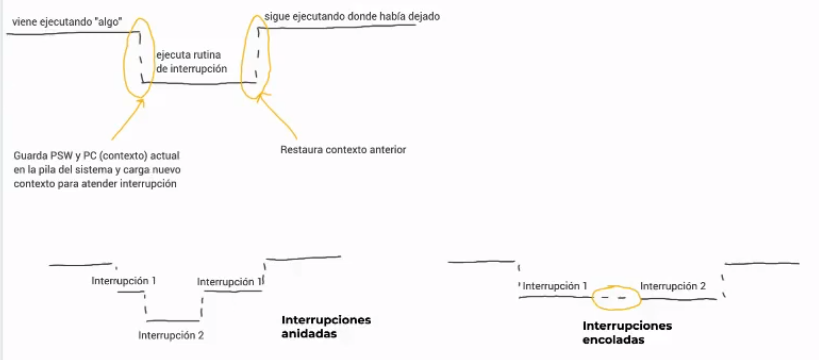 viene ejecutando "algo"
sigue ejecutando donde había dejado
ejecuta rutina
de interrupción
Guarda PSW y PC (contexto) actual
en la pila del sistema y carga nuevo
contexto para atender interrupción
Restaura contexto anterior
Interrupción 1
Interrupción 1
Interrupción 2
Interrupciones
anidadas
Interrupción 1
Interrupción 2
Interrupciones
encoladas